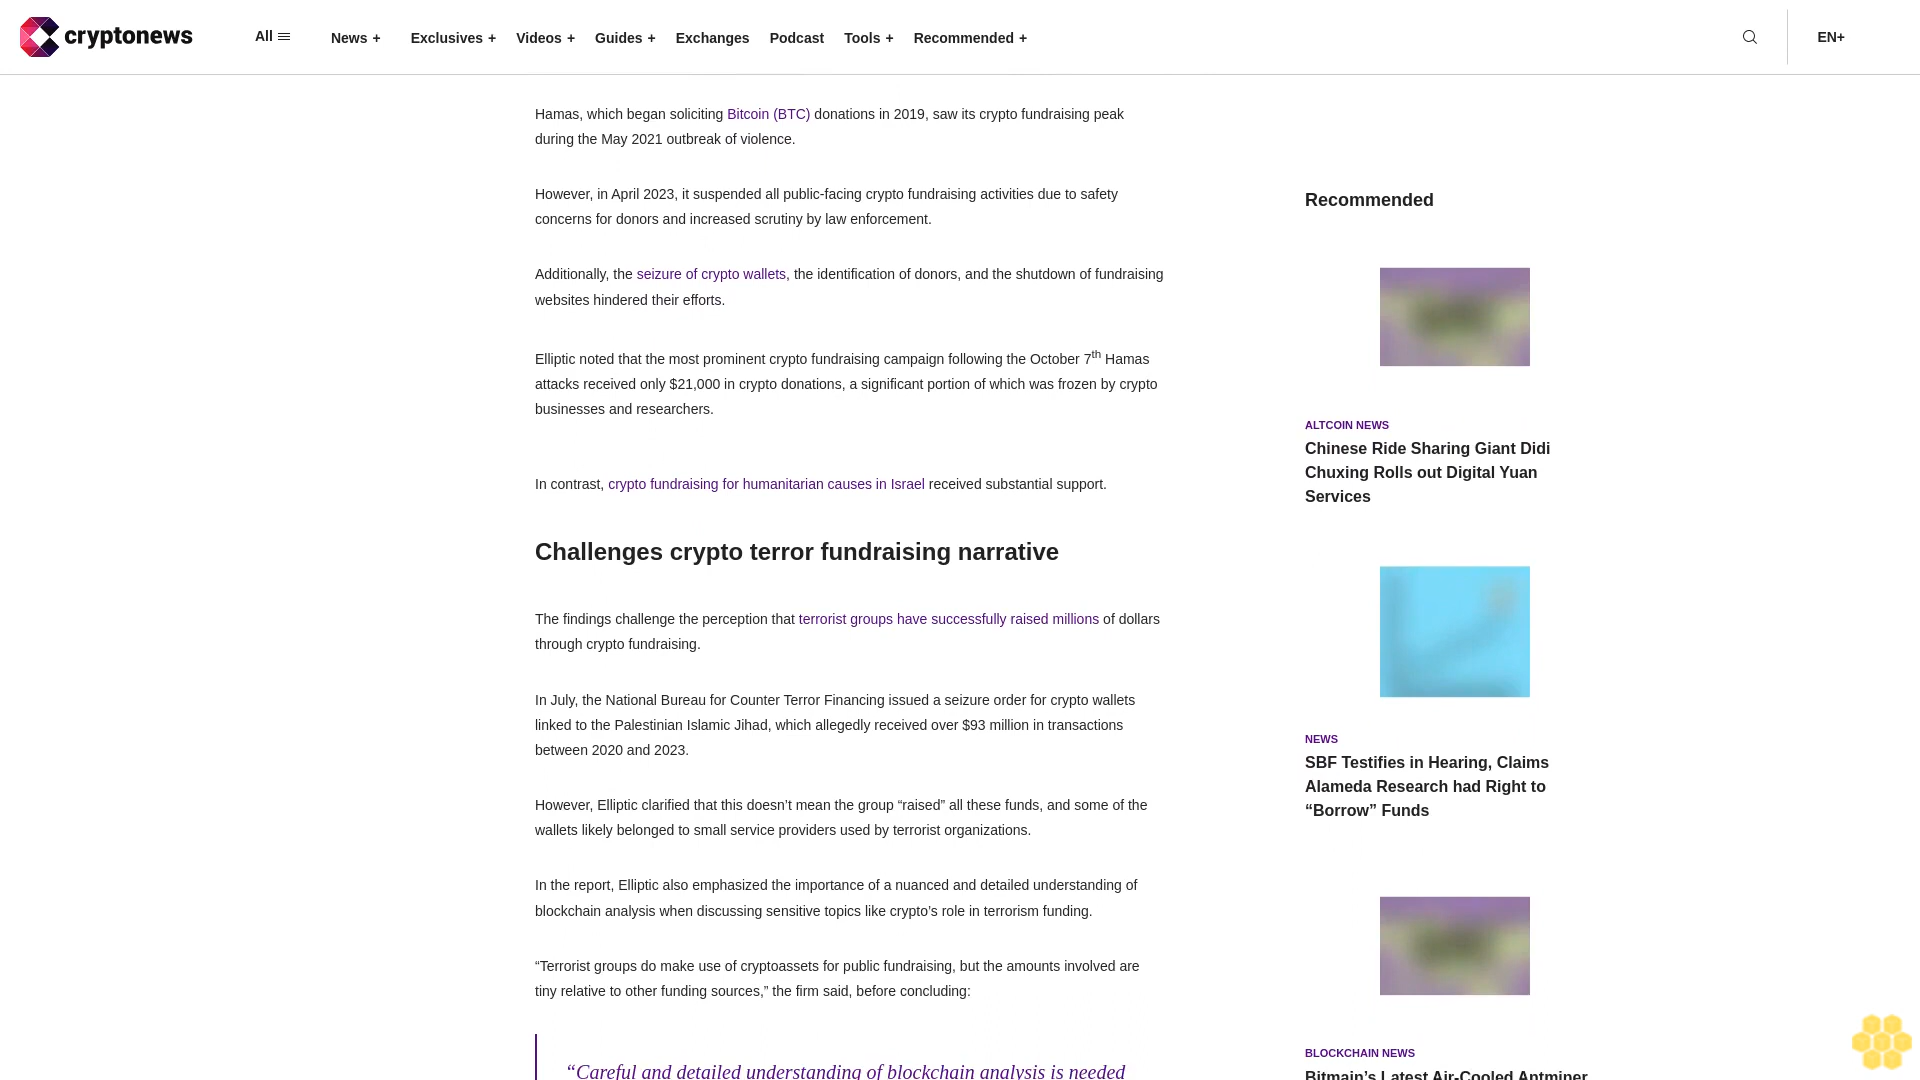 cryptonews
All
News +
Exclusives +
Videos +
Guides +
Exchanges
Podcast
Tools +
Recommended +
EN+
Hamas, which began soliciting Bitcoin (BTC) donations in 2019, saw its crypto fundraising peak
during the May 2021 outbreak of violence.
However, in April 2023, it suspended all public-facing crypto fundraising activities due to safety
concerns for donors and increased scrutiny by law enforcement.
Additionally, the seizure of crypto wallets, the identification of donors, and the shutdown of fundraising
websites hindered their efforts.
Elliptic noted that the most prominent crypto fundraising campaign following the October 7th Hamas
attacks received only $21,000 in crypto donations, a significant portion of which was frozen by crypto
businesses and researchers.
In contrast, crypto fundraising for humanitarian causes in Israel received substantial support.
Challenges crypto terror fundraising narrative
The findings challenge the perception that terrorist groups have successfully raised millions of dollars
through crypto fundraising.
In July, the National Bureau for Counter Terror Financing issued a seizure order for crypto wallets
linked to the Palestinian Islamic Jihad, which allegedly received over $93 million in transactions
between 2020 and 2023.
However, Elliptic clarified that this doesn’t mean the group “raised” all these funds, and some of the
wallets likely belonged to small service providers used by terrorist organizations.
In the report, Elliptic also emphasized the importance of a nuanced and detailed understanding of
blockchain analysis when discussing sensitive topics like crypto’s role in terrorism funding.
“Terrorist groups do make use of cryptoassets for public fundraising, but the amounts involved are
tiny relative to other funding sources,” the firm said, before concluding:
“Careful and detailed understanding of blockchain analysis is needed
Recommended
ALTCOIN NEWS
Chinese Ride Sharing Giant Didi
Chuxing Rolls out Digital Yuan
Services
NEWS
SBF Testifies in Hearing, Claims
Alameda Research had Right to
“Borrow” Funds
BLOCKCHAIN NEWS
Bitmain’s Latest Air-Cooled Antminer